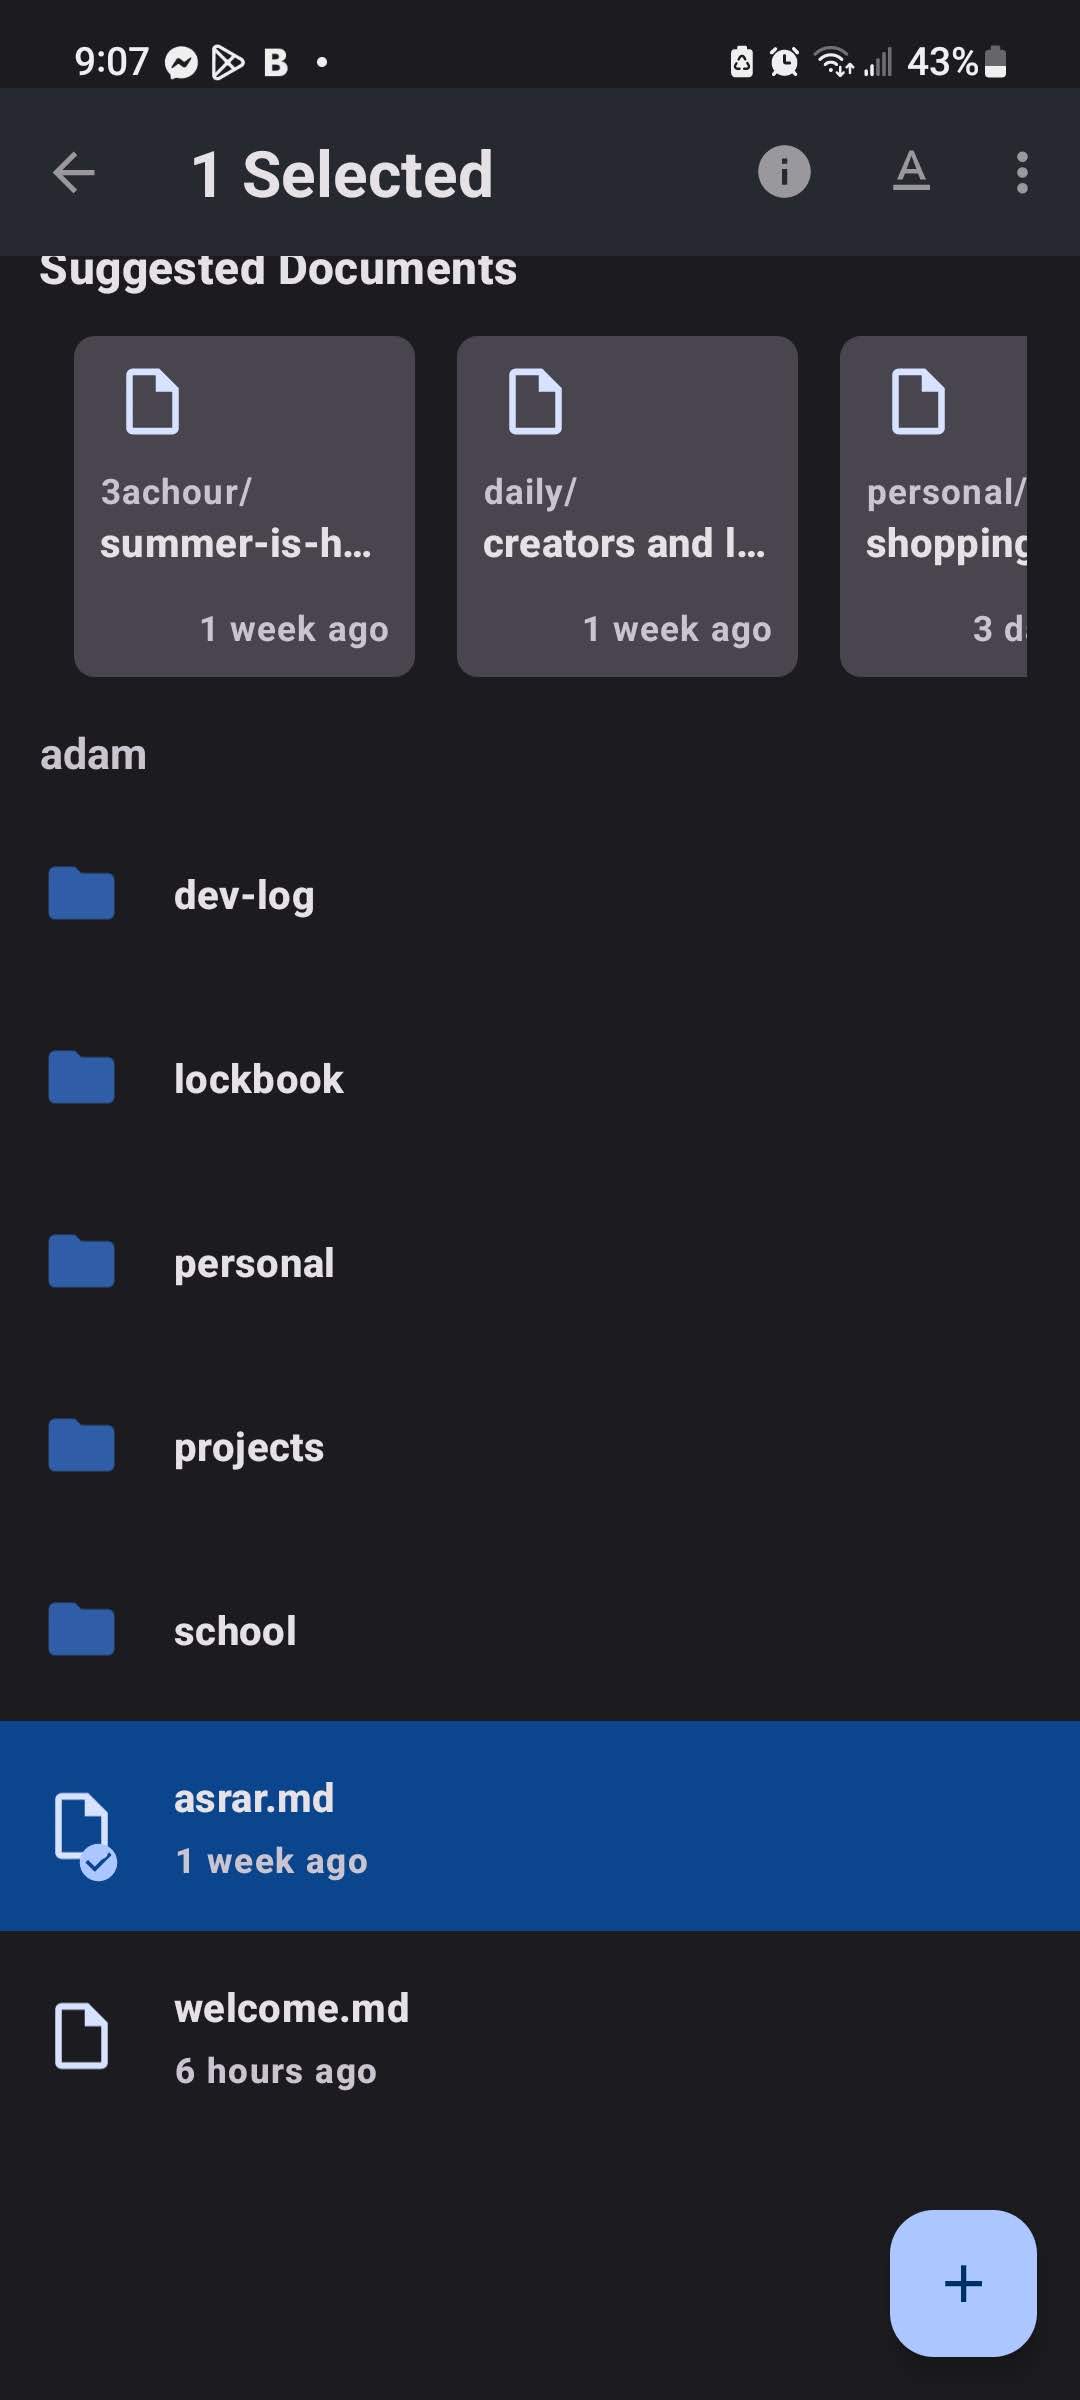 9:07 B 43%
1 Selected A
Suggested Documents
3achour/
summer-is-h...
1 week ago
daily/
creators and l...
1 week ago
personal/
shopping
3 d
adam
dev-log
lockbook
personal
projects
school
asrar.md
1 week ago
welcome.md
6 hours ago